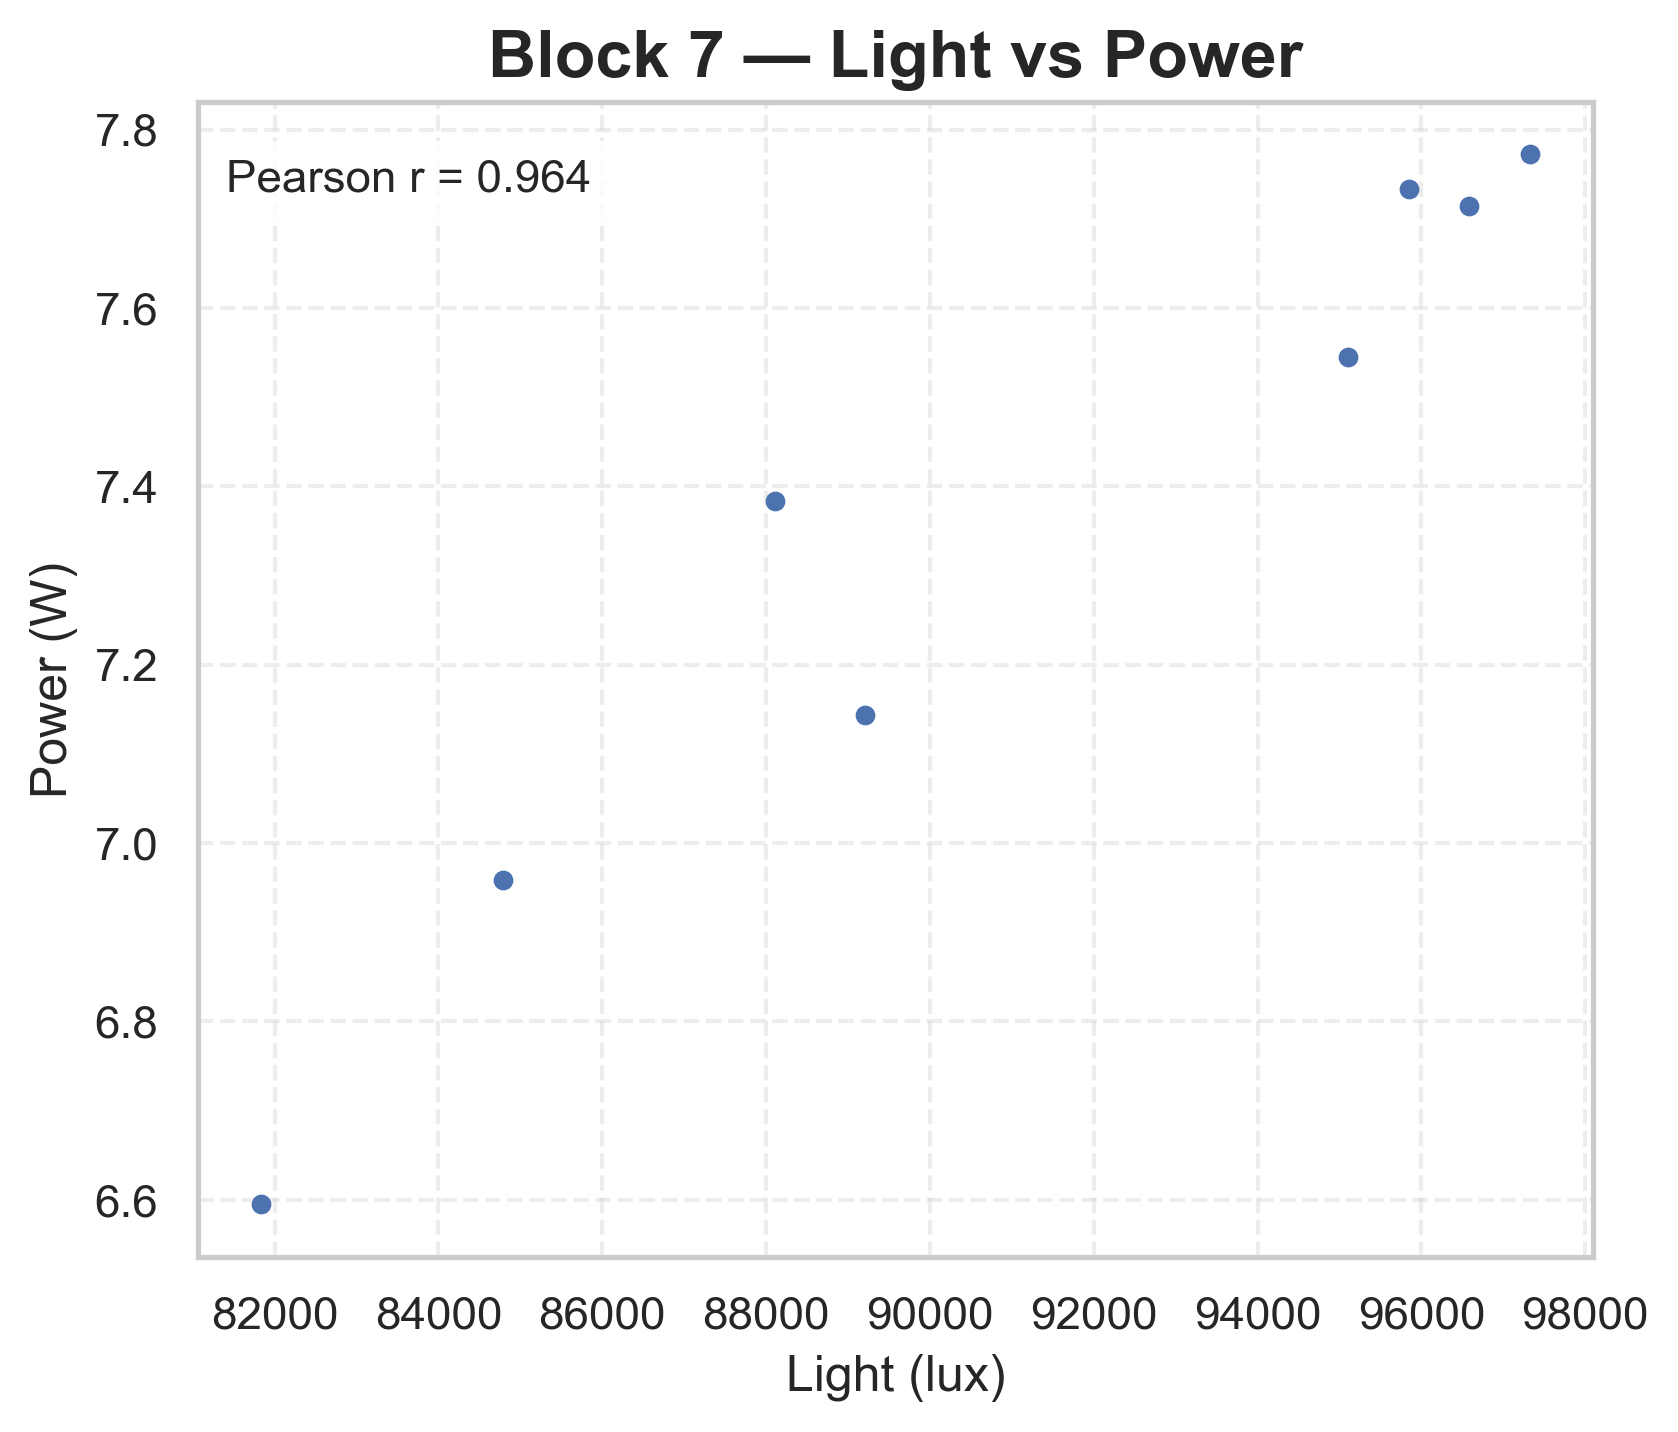 Block 7 — Light vs Power
Pearson r = 0.964
7.8
7.6
7.4
7.2
7.0
6.8
6.6
Power (W)
82000 84000 86000 88000 90000 92000 94000 96000 98000
Light (lux)